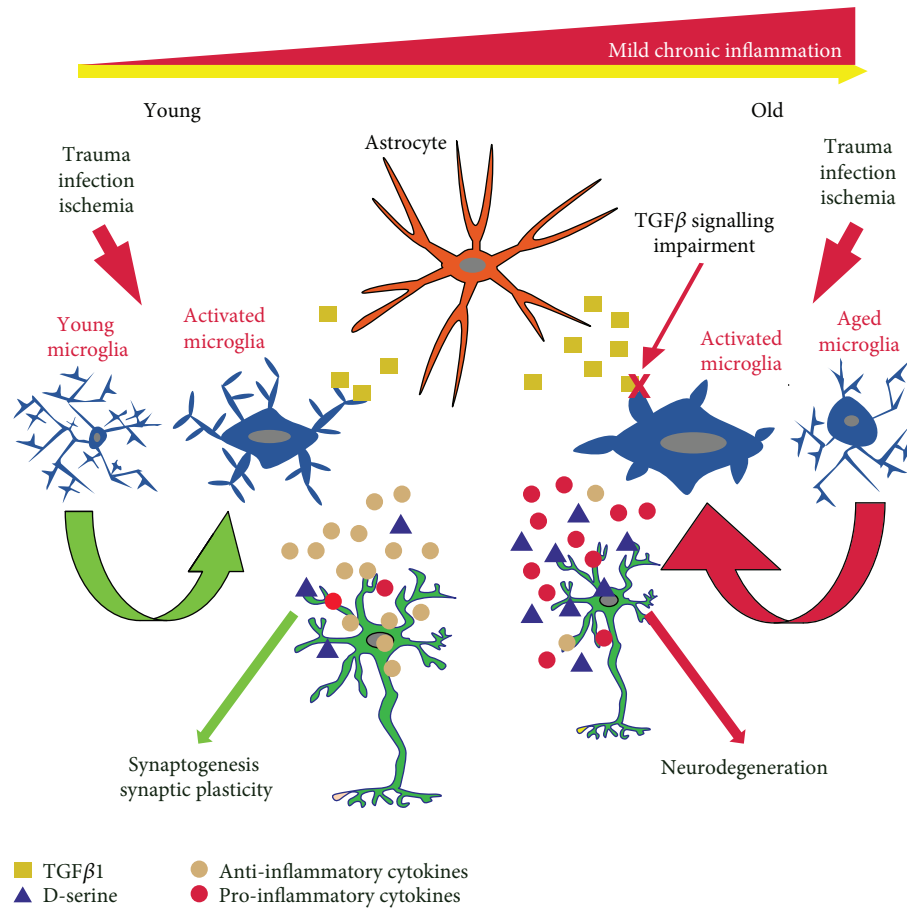 Mild chronic inflammation
Young
Old
Trauma
infection
ischemia
Astrocyte
TGFβ signalling
impairment
Trauma
infection
ischemia
Young
microglia
Activated
microglia
X
Activated
microglia
Aged
microglia
Synaptogenesis
synaptic plasticity
Neurodegeneration
TGFβ1
D-serine
Anti-inflammatory cytokines
Pro-inflammatory cytokines